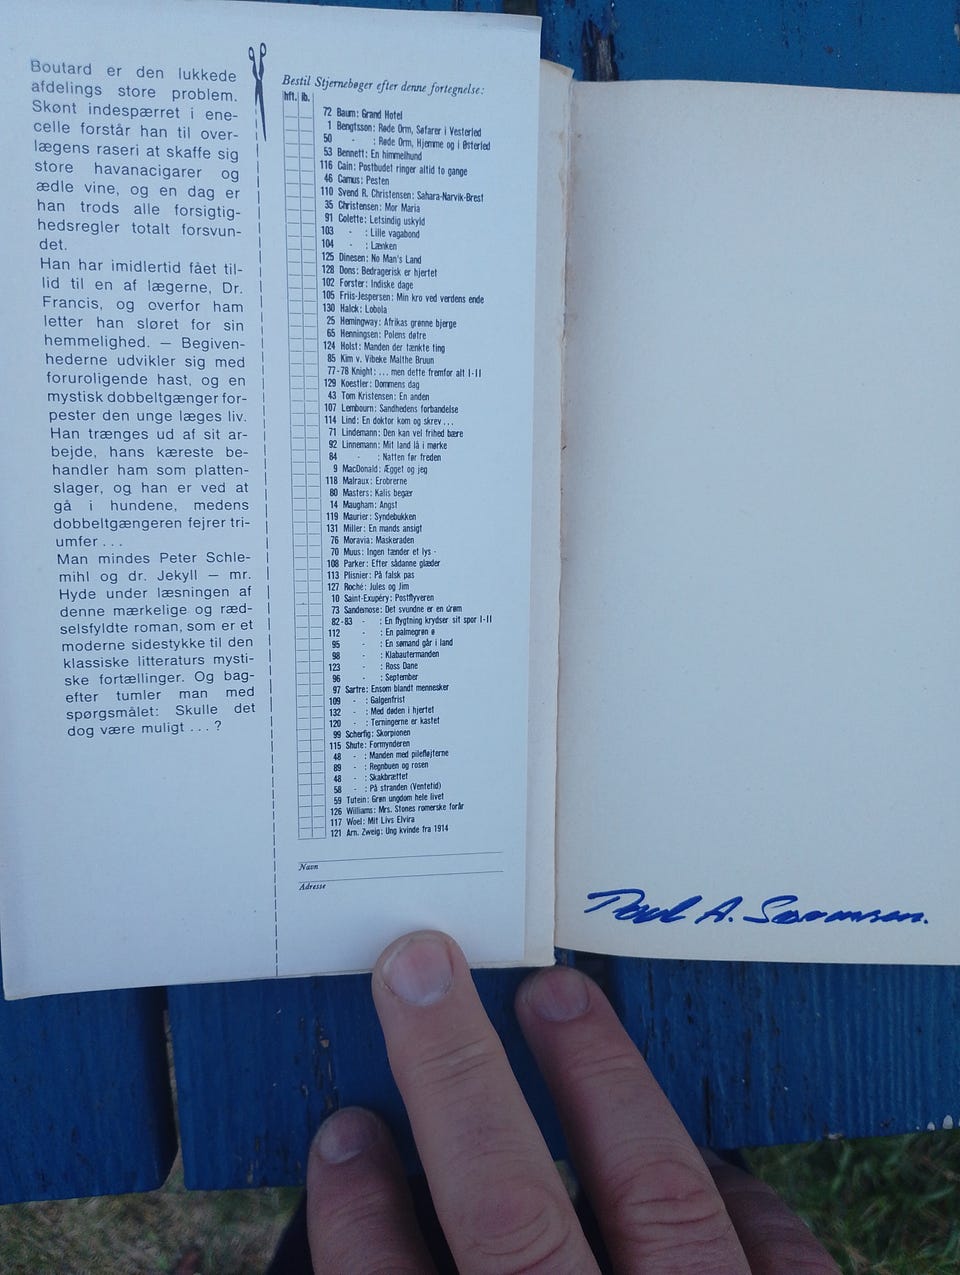 Boutard er den lukkede
afdelings store problem.
Skønt indespærret i ene-
celle forstår han til over-
lægens raseri at skaffe sig
store havanacigarer og
ædle vine, og en dag er
han trods alle forsigtig-
hedsregler totalt forsvun-
det.
Han har imidlertid fået til-
lid til en af lægerne, Dr.
Francis, og overfor ham
letter han sløret for sin
hemmelighed. — Begiven-
hederne udvikler sig med
foruroligende hast, og en
mystisk dobbeltgænger for-
pester den unge læges liv.
Han trænges ud af sit ar-
bejde, hans kæreste be-
handler ham som platten-
slager, og han er ved at
gå i hundene, medens
dobbeltgængeren fejrer tri-
umfer . . .
Man mindes Peter Schle-
mihl og dr. Jekyll — mr.
Hyde under læsningen af
denne mærkelige og ræd-
selsfyldte roman, som er et
moderne sidestykke til den
klassiske litteraturs mysti-
ske fortællinger. Og bag-
efter tumler man med
spørgsmålet: Skulle det
dog være muligt . . . ?
Bestil Stjernebøger efter denne fortegnelse:
hft. ib.
72 Baum: Grand Hotel
1 Bengtsson: Røde Orm, Søfarer i Vesterled
50 - : Røde Orm, Hjemme og i Østerled
53 Bennett: En himmelhund
116 Cain: Postbudet ringer altid to gange
46 Camus: Pesten
110 Svend R. Christensen: Sahara-Narvik-Brest
35 Christensen: Mor Maria
91 Colette: Letsindig uskyld
103 - : Lille vagabond
104 - : Lænken
125 Dinesen: No Man's Land
128 Dons: Bedragerisk er hjertet
102 Forster: Indiske dage
105 Friis-Jespersen: Min kro ved verdens ende
130 Halck: Lobola
25 Hemingway: Afrikas grønne bjerge
65 Henningsen: Polens døtre
124 Holst: Manden der tænkte ting
85 Kim v. Vibeke Malthe Bruun
77-78 Knight: . . . men dette fremfor alt I-II
129 Koestler: Dommens dag
43 Tom Kristensen: En anden
107 Lembourn: Sandhedens forbandelse
114 Lind: En doktor kom og skrev . . .
71 Lindemann: Den kan vel frihed bære
92 Linnemann: Mit land lå i mørke
84 - : Natten før freden
9 MacDonald: Ægget og jeg
118 Malraux: Erobrerne
80 Masters: Kalis begær
14 Maugham: Angst
119 Maurier: Syndebukken
131 Miller: En mands ansigt
76 Moravia: Maskeraden
70 Muus: Ingen tænder et lys -
108 Parker: Efter sådanne glæder
113 Plisnier: På falsk pas
127 Roché: Jules og Jim
10 Saint-Exupéry: Postflyveren
73 Sandemose: Det svundne er en drøm
82-83 - : En flygtning krydser sit spor I-II
112 - : En palmegrøn ø
95 - : En sømand går i land
98 - : Klabautermanden
123 - : Ross Dane
96 - : September
97 Sartre: Ensom blandt mennesker
109 - : Galgenfrist
132 - : Med døden i hjertet
120 - : Terningerne er kastet
99 Scherfig: Skorpionen
115 Shute: Formynderen
48 - : Manden med pilefløjterne
89 - : Regnbuen og rosen
48 - : Skakbrættet
58 - : På stranden (Ventetid)
59 Tutein: Grøn ungdom hele livet
126 Williams: Mrs. Stones romerske forår
117 Woel: Mit Livs Elvira
121 Arn. Zweig: Ung kvinde fra 1914
Navn
Adresse
Poul A. Sørensen.